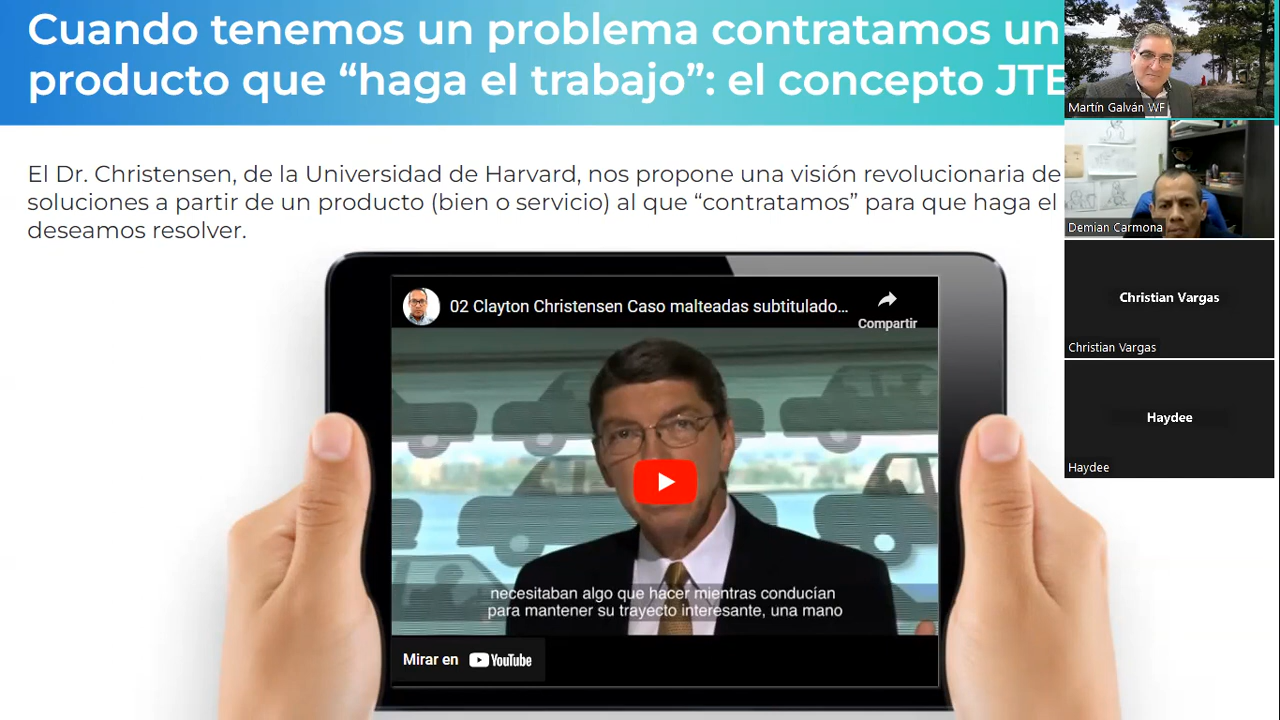 Cuando tenemos un problema contratamos un
producto que “haga el trabajo”: el concepto JTB
El Dr. Christensen, de la Universidad de Harvard, nos propone una visión revolucionaria de
soluciones a partir de un producto (bien o servicio) al que “contratamos” para que haga el
deseamos resolver.
02 Clayton Christensen Caso malteadas subtitulado...
Compartir
necesitaban algo que hacer mientras conducían
para mantener su trayecto interesante, una mano
Mirar en YouTube
Martín Galván WF
Demian Carmona
Christian Vargas
Christian Vargas
Haydee
Haydee